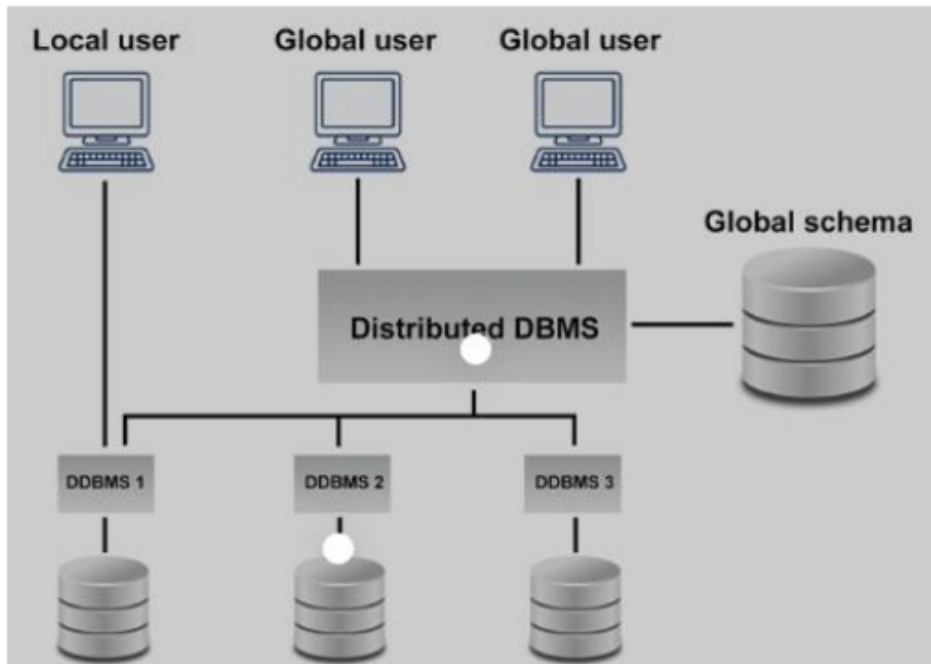 Local user
Global user
Global user
Global schema
Distributed DBMS
DDBMS 1
DDBMS 2
DDBMS 3